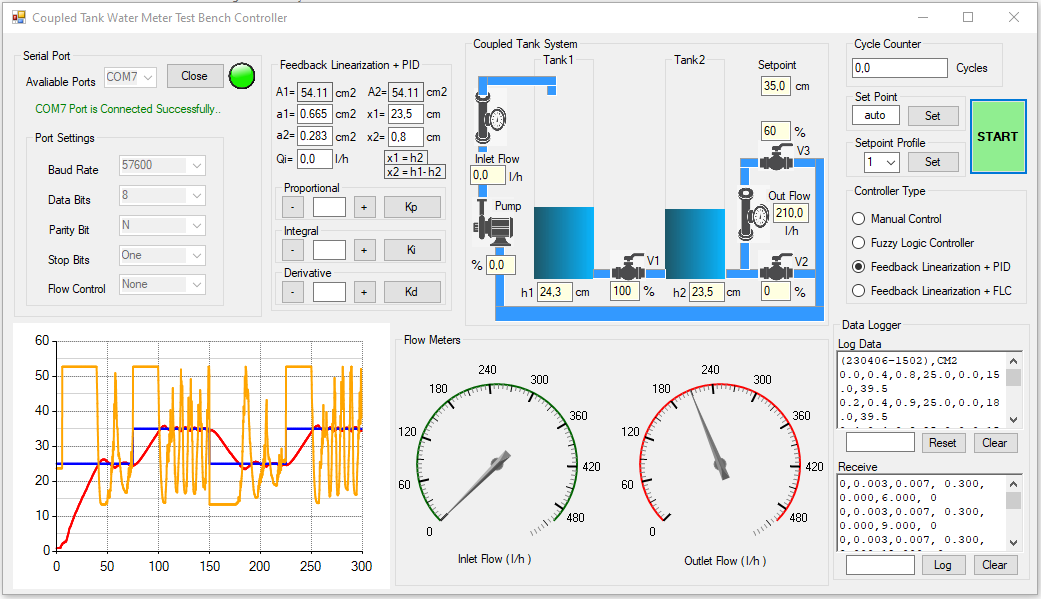 Coupled Tank Water Meter Test Bench Controller
Serial Port
Avaliable Ports COM7 Close
COM7 Port is Connected Successfully..
Port Settings
Baud Rate 57600
Data Bits 8
Parity Bit N
Stop Bits One
Flow Control None
Feedback Linearization + PID
A1= 54.11 cm2 A2= 54.11 cm2
a1= 0.665 cm2 x1= 23,5 cm
a2= 0.283 cm2 x2= 0,8 cm
Qi= 0,0 l/h x1 = h2
x2 = h1- h2
Proportional
- + Kp
Integral
- + Ki
Derivative
- + Kd
Coupled Tank System
Tank1 Tank2
Setpoint
35,0 cm
60 %
V3
Inlet Flow
0,0 l/h
Pump
% 0,0
Out Flow
210,0
l/h
V1
V2
h1 24,3 cm 100 % h2 23,5 cm 0 %
Cycle Counter
0,0 Cycles
Set Point
auto Set
START
Setpoint Profile
1 Set
Controller Type
Manual Control
Fuzzy Logic Controller
Feedback Linearization + PID
Feedback Linearization + FLC
60
50
40
30
20
10
0
0 50 100 150 200 250 300
Flow Meters
0 60 120 180 240 300 360 420 480
Inlet Flow ( l/h )
0 60 120 180 240 300 360 420 480
Outlet Flow ( l/h )
Data Logger
Log Data
(230406-1502),CM2
0.0,0.4,0.8,25.0,0.0,15
.0,39.5
0.2,0.4,0.9,25.0,0.0,18
.0,39.5
Reset Clear
Receive
0,0.003,0.007, 0.300,
0.000,6.000, 0
0,0.003,0.007, 0.300,
0.000,9.000, 0
0,0.003,0.007, 0.300,
Log Clear